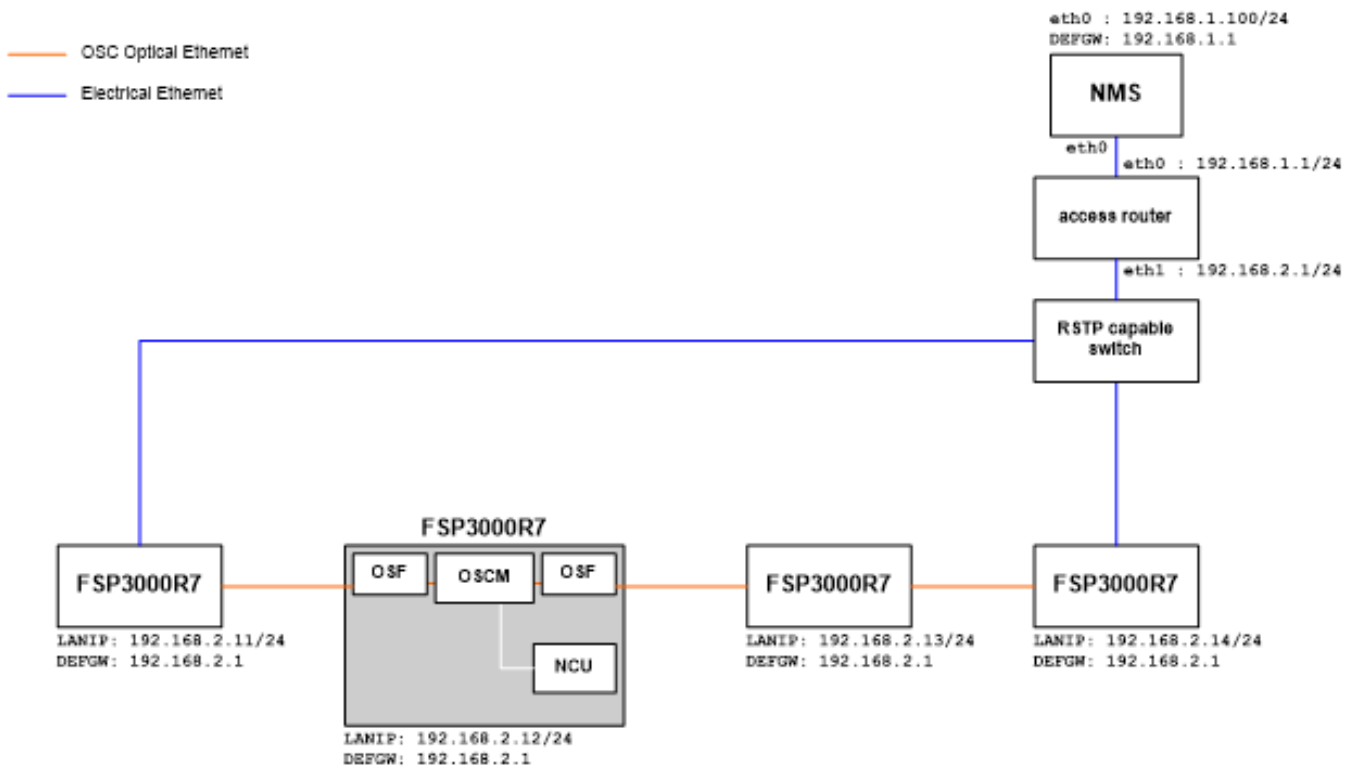 eth0 : 192.168.1.100/24
DEFGW: 192.168.1.1
OSC Optical Ethernet
Electrical Ethernet
NMS
eth0
eth0 : 192.168.1.1/24
access router
eth1 : 192.168.2.1/24
RSTP capable
switch
FSP3000R7
FSP3000R7
LANIP: 192.168.2.11/24
DEFGW: 192.168.2.1
OSF
OSCM
OSF
NCU
LANIP: 192.168.2.12/24
DEFGW: 192.168.2.1
FSP3000R7
LANIP: 192.168.2.13/24
DEFGW: 192.168.2.1
FSP3000R7
LANIP: 192.168.2.14/24
DEFGW: 192.168.2.1